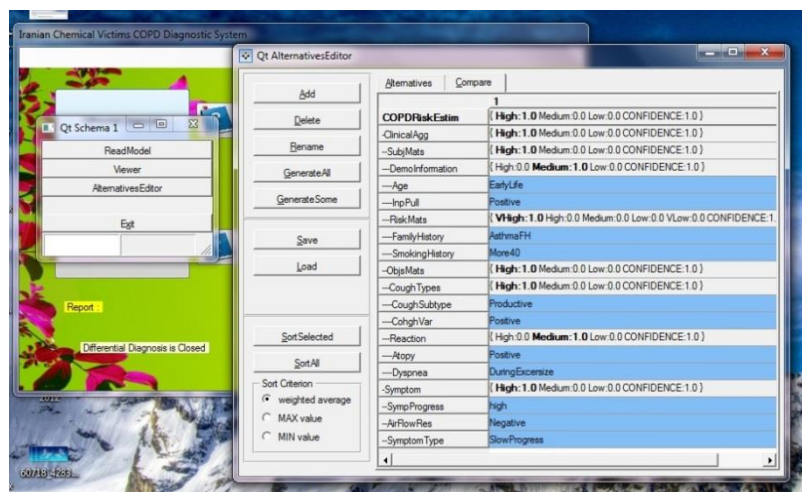 Iranian Chemical Victims COPD Diagnostic System
Qt AlternativesEditor
Qt Schema 1
ReadModel
Viewer
AlternativesEditor
Exit
Report :
Differential Diagnosis is Closed
Add
Delete
Rename
GenerateAll
GenerateSome
Save
Load
SortSelected
SortAll
Sort Criterion
weighted average
MAX value
MIN value
Alternatives Compare
1
COPDRiskEstim { High:1.0 Medium:0.0 Low:0.0 CONFIDENCE:1.0 }
-ClinicalAgg { High:1.0 Medium:0.0 Low:0.0 CONFIDENCE:1.0 }
--SubjMats { High:1.0 Medium:0.0 Low:0.0 CONFIDENCE:1.0 }
---DemoInformation { High:0.0 Medium:1.0 Low:0.0 CONFIDENCE:1.0 }
----Age EarlyLife
----InpPull Positive
---RiskMats { VHigh:1.0 High:0.0 Medium:0.0 Low:0.0 VLow:0.0 CONFIDENCE:1.
----FamilyHistory AsthmaFH
----SmokingHistory More40
--ObjsMats { High:1.0 Medium:0.0 Low:0.0 CONFIDENCE:1.0 }
---CoughTypes { High:1.0 Medium:0.0 Low:0.0 CONFIDENCE:1.0 }
----CoughSubtype Productive
----CohghVar Positive
---Reaction { High:0.0 Medium:1.0 Low:0.0 CONFIDENCE:1.0 }
----Atopy Positive
----Dyspnea DuringExcersize
-Symptom { High:1.0 Medium:0.0 Low:0.0 CONFIDENCE:1.0 }
--SympProgress high
--AirFlowRes Negative
--SymptomType SlowProgress